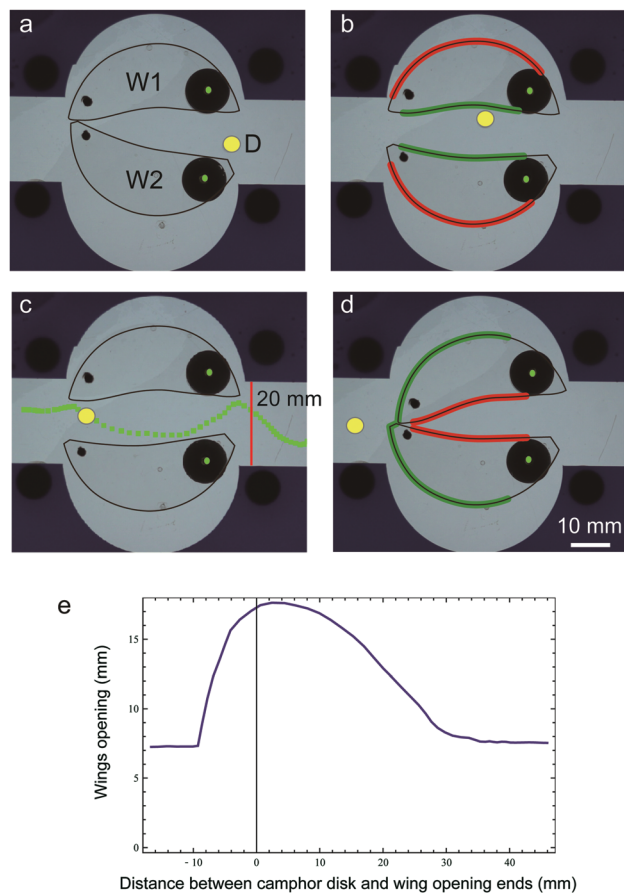 a
W1
W2
D
b
c
20 mm
d
10 mm
e
Wings opening (mm)
15
10
5
0
- 10
0
10
20
30
40
Distance between camphor disk and wing opening ends (mm)